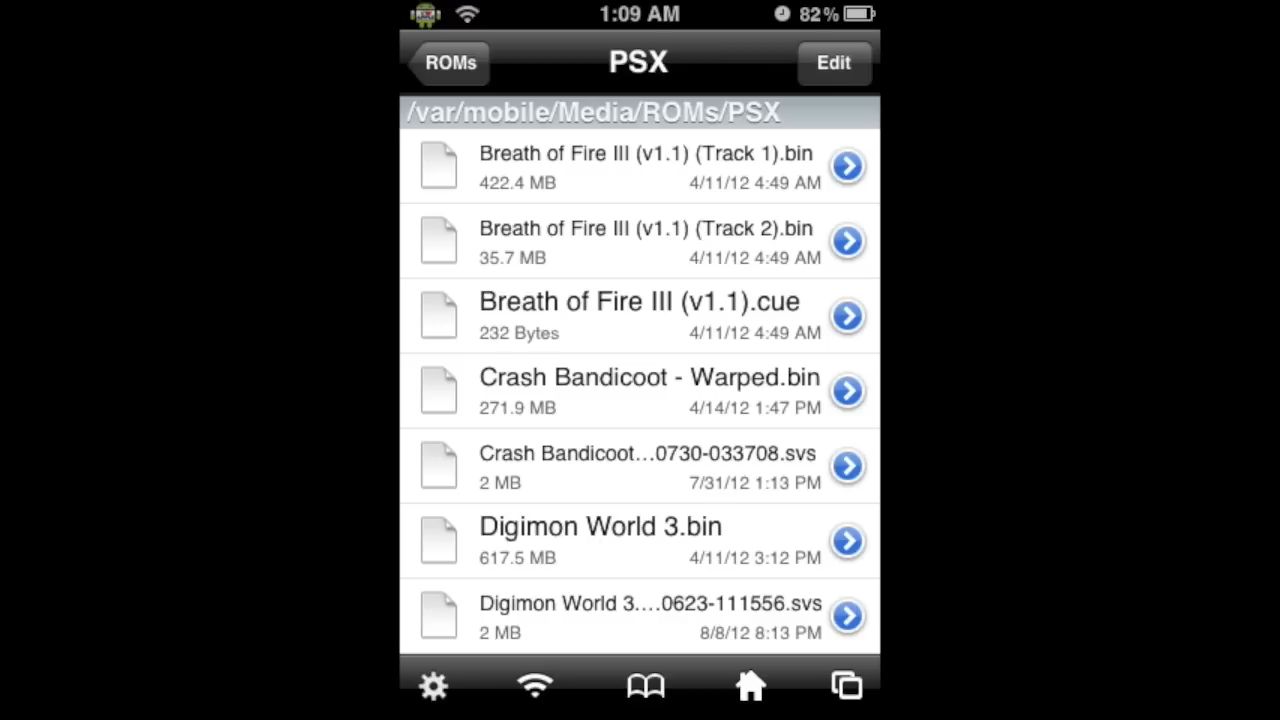 1:09 AM 82%
ROMs PSX Edit
/var/mobile/Media/ROMs/PSX
Breath of Fire III (v1.1) (Track 1).bin
422.4 MB 4/11/12 4:49 AM
Breath of Fire III (v1.1) (Track 2).bin
35.7 MB 4/11/12 4:49 AM
Breath of Fire III (v1.1).cue
232 Bytes 4/11/12 4:49 AM
Crash Bandicoot - Warped.bin
271.9 MB 4/14/12 1:47 PM
Crash Bandicoot...0730-033708.svs
2 MB 7/31/12 1:13 PM
Digimon World 3.bin
617.5 MB 4/11/12 3:12 PM
Digimon World 3....0623-111556.svs
2 MB 8/8/12 8:13 PM